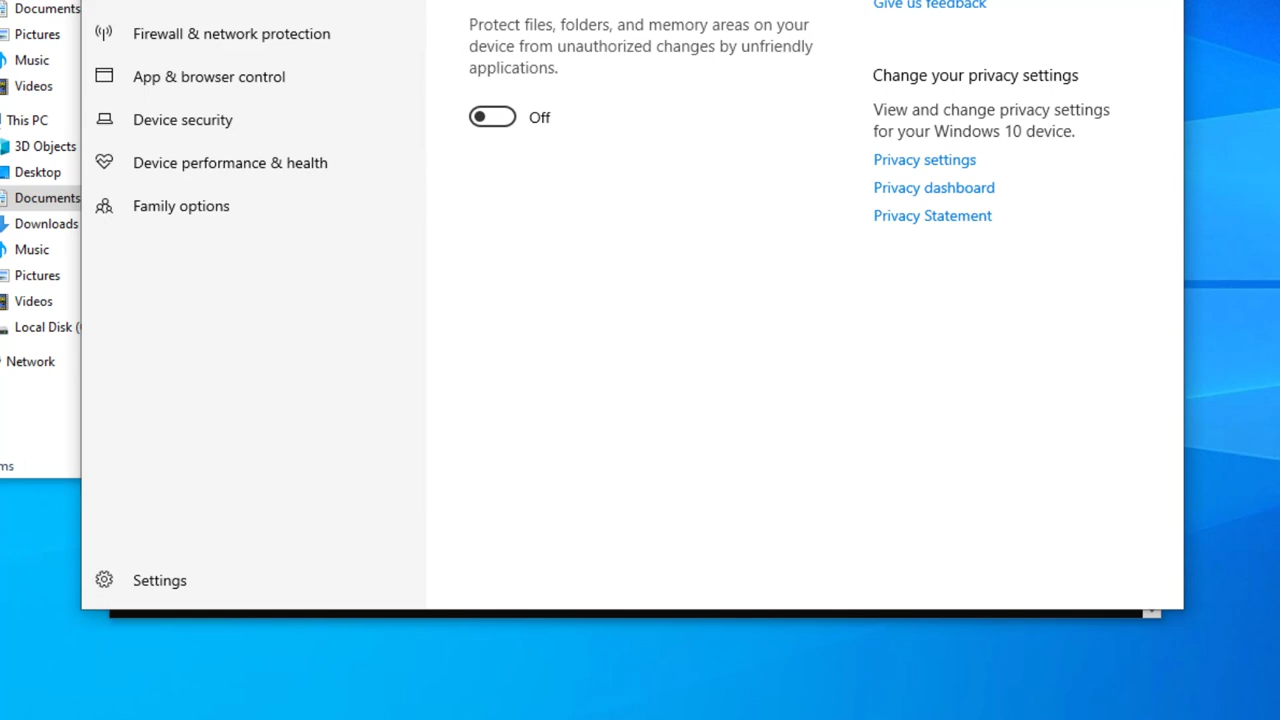 Documents
Pictures
Music
Videos
This PC
3D Objects
Desktop
Documents
Downloads
Music
Pictures
Videos
Local Disk (
Network
ms
Firewall & network protection
App & browser control
Device security
Device performance & health
Family options
Settings
Protect files, folders, and memory areas on your
device from unauthorized changes by unfriendly
applications.
Off
Give us feedback
Change your privacy settings
View and change privacy settings
for your Windows 10 device.
Privacy settings
Privacy dashboard
Privacy Statement